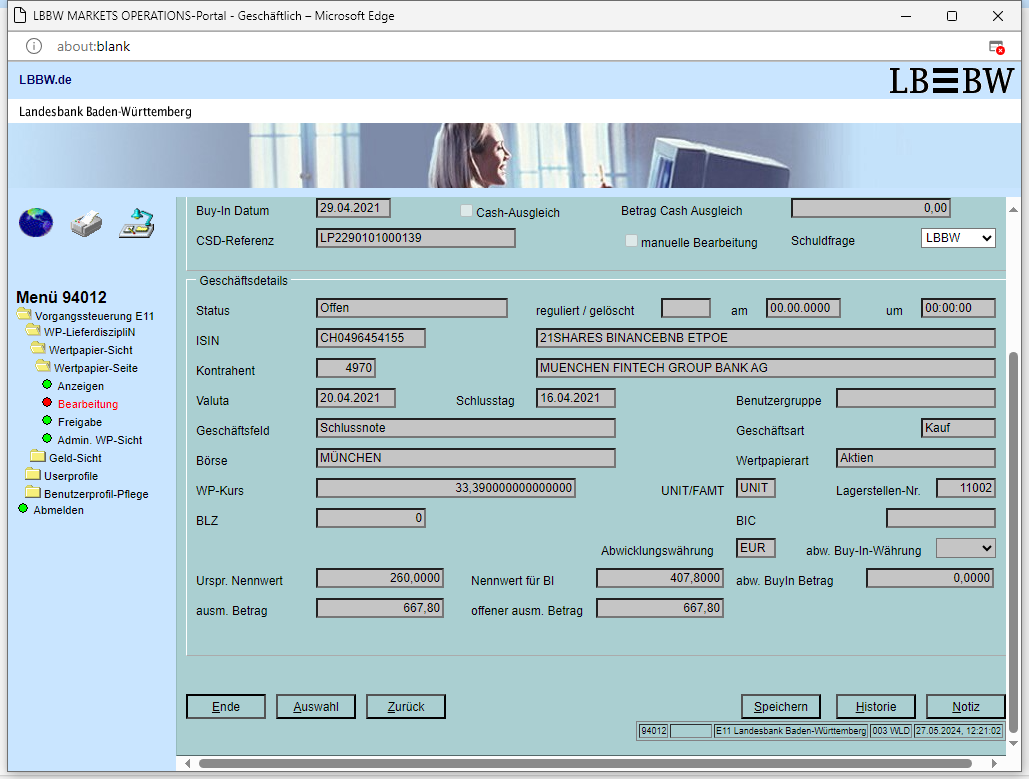 LBBW MARKETS OPERATIONS-Portal - Geschäftlich – Microsoft Edge
about:blank
LBBW.de
LBBW
Landesbank Baden-Württemberg
Menü 94012
Vorgangssteuerung E11
WP-LieferdiszipliN
Wertpapier-Sicht
Wertpapier-Seite
Anzeigen
Bearbeitung
Freigabe
Admin. WP-Sicht
Geld-Sicht
Userprofile
Benutzerprofil-Pflege
Abmelden
Buy-In Datum 29.04.2021 Cash-Ausgleich Betrag Cash Ausgleich 0,00
CSD-Referenz LP2290101000139 manuelle Bearbeitung Schuldfrage LBBW
Geschäftsdetails
Status Offen reguliert / gelöscht am 00.00.0000 um 00:00:00
ISIN CH0496454155 21SHARES BINANCEBNB ETPOE
Kontrahent 4970 MUENCHEN FINTECH GROUP BANK AG
Valuta 20.04.2021 Schlusstag 16.04.2021 Benutzergruppe
Geschäftsfeld Schlussnote Geschäftsart Kauf
Börse MÜNCHEN Wertpapierart Aktien
WP-Kurs 33,390000000000000 UNIT/FAMT UNIT Lagerstellen-Nr. 11002
BLZ 0 BIC
Abwicklungswährung EUR abw. Buy-In-Währung
Urspr. Nennwert 260,0000 Nennwert für BI 407,8000 abw. BuyIn Betrag 0,0000
ausm. Betrag 667,80 offener ausm. Betrag 667,80
Ende Auswahl Zurück Speichern Historie Notiz
94012 E11 Landesbank Baden-Württemberg 003 WLD 27.05.2024, 12:21:02